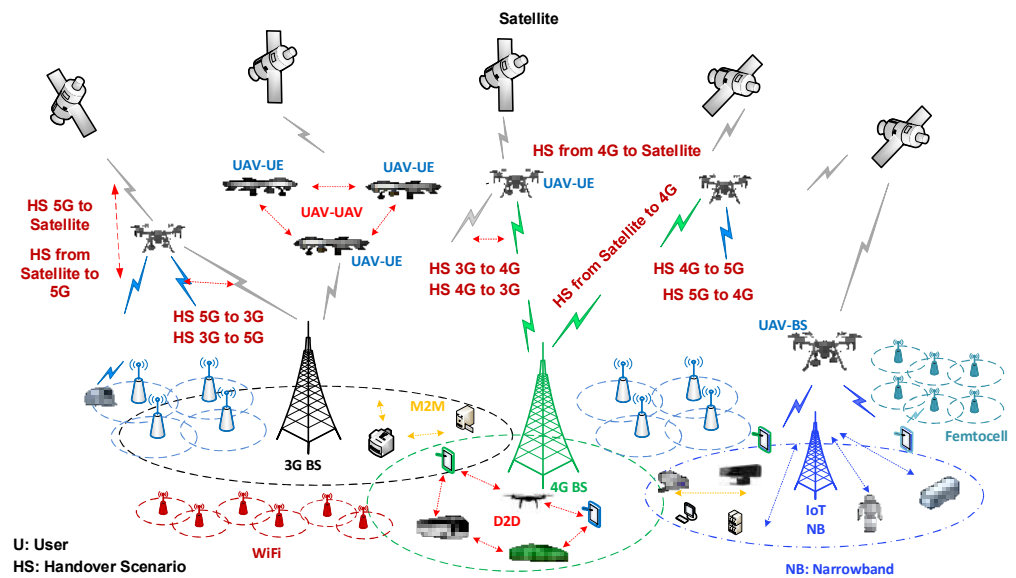 Satellite
UAV-UE
UAV-UE
HS from 4G to Satellite
UAV-UE
HS 5G to
Satellite
UAV-UAV
HS from Satellite to 4G
HS from
Satellite to
5G
UAV-UE
HS 3G to 4G
HS 4G to 3G
HS 4G to 5G
HS 5G to 4G
HS 5G to 3G
HS 3G to 5G
UAV-BS
M2M
Femtocell
3G BS
4G BS
D2D
IoT
NB
WiFi
U: User
HS: Handover Scenario
NB: Narrowband